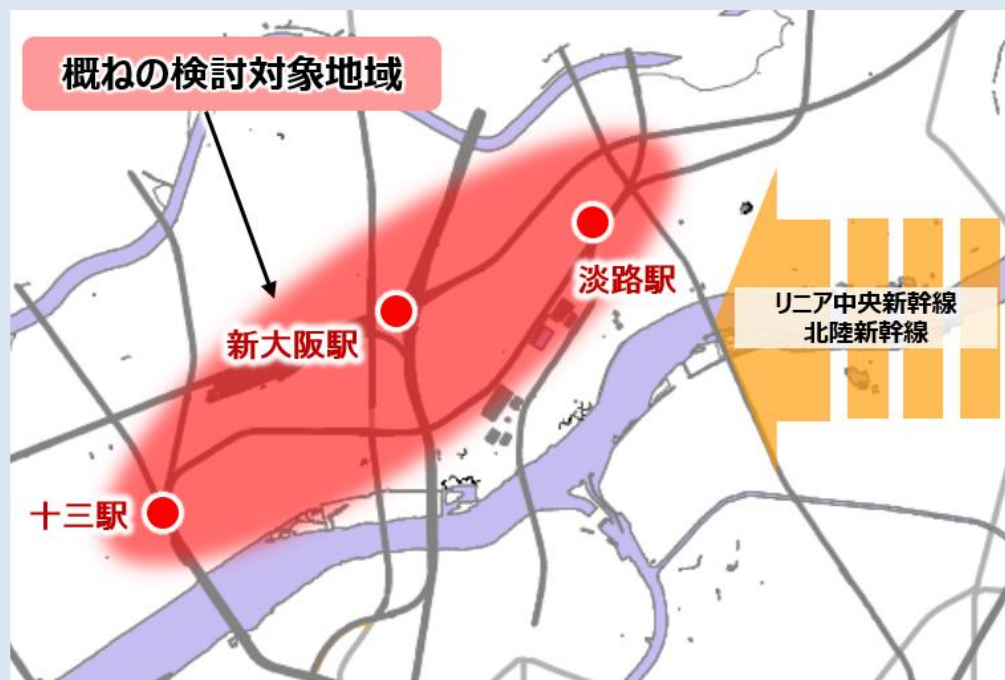 概ねの検討対象地域
淡路駅
新大阪駅
リニア中央新幹線
北陸新幹線
十三駅